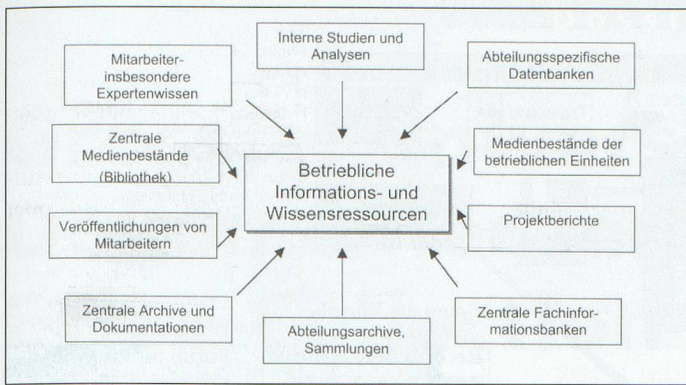 Interne Studien und
Analysen
Mitarbeiter-
insbesondere
Expertenwissen
Abteilungsspezifische
Datenbanken
Zentrale
Medienbestände
(Bibliothek)
Betriebliche
Informations- und
Wissensressourcen
Medienbestände der
betrieblichen Einheiten
Veröffentlichungen von
Mitarbeitern
Projektberichte
Zentrale Archive und
Dokumentationen
Abteilungsarchive,
Sammlungen
Zentrale Fachinfor-
mationsbanken